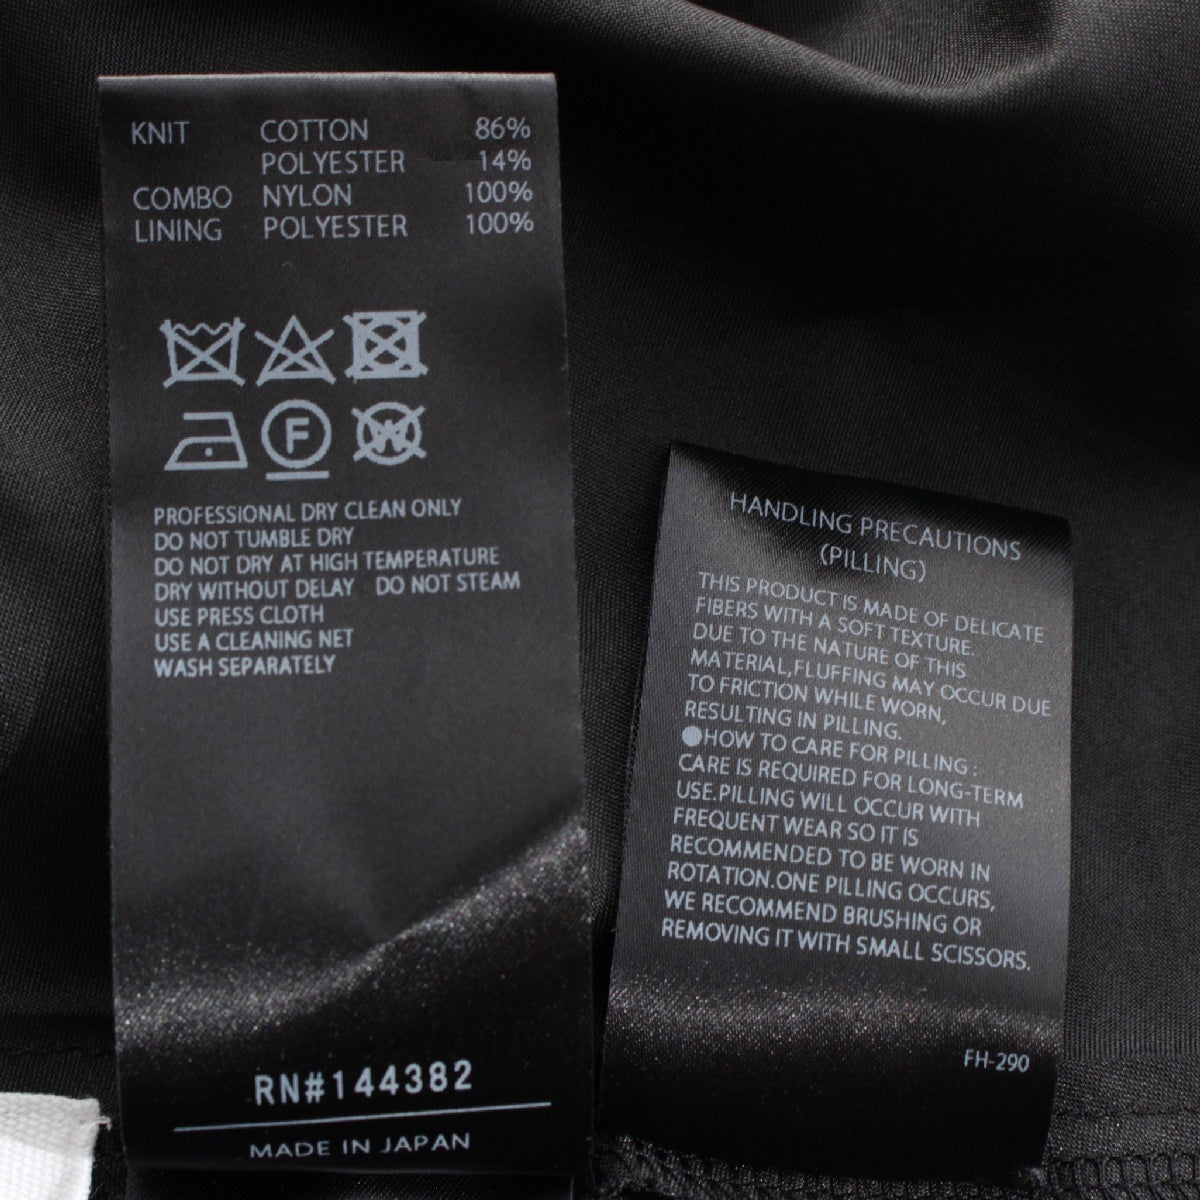 KNIT COTTON 86%
POLYESTER 14%
COMBO NYLON 100%
LINING POLYESTER 100%
F
W
PROFESSIONAL DRY CLEAN ONLY
DO NOT TUMBLE DRY
DO NOT DRY AT HIGH TEMPERATURE
DRY WITHOUT DELAY DO NOT STEAM
USE PRESS CLOTH
USE A CLEANING NET
WASH SEPARATELY
RN#144382
MADE IN JAPAN
HANDLING PRECAUTIONS
(PILLING)
THIS PRODUCT IS MADE OF DELICATE
FIBERS WITH A SOFT TEXTURE.
DUE TO THE NATURE OF THIS
MATERIAL,FLUFFING MAY OCCUR DUE
TO FRICTION WHILE WORN,
RESULTING IN PILLING.
●HOW TO CARE FOR PILLING :
CARE IS REQUIRED FOR LONG-TERM
USE.PILLING WILL OCCUR WITH
FREQUENT WEAR SO IT IS
RECOMMENDED TO BE WORN IN
ROTATION.ONE PILLING OCCURS,
WE RECOMMEND BRUSHING OR
REMOVING IT WITH SMALL SCISSORS.
FH-290